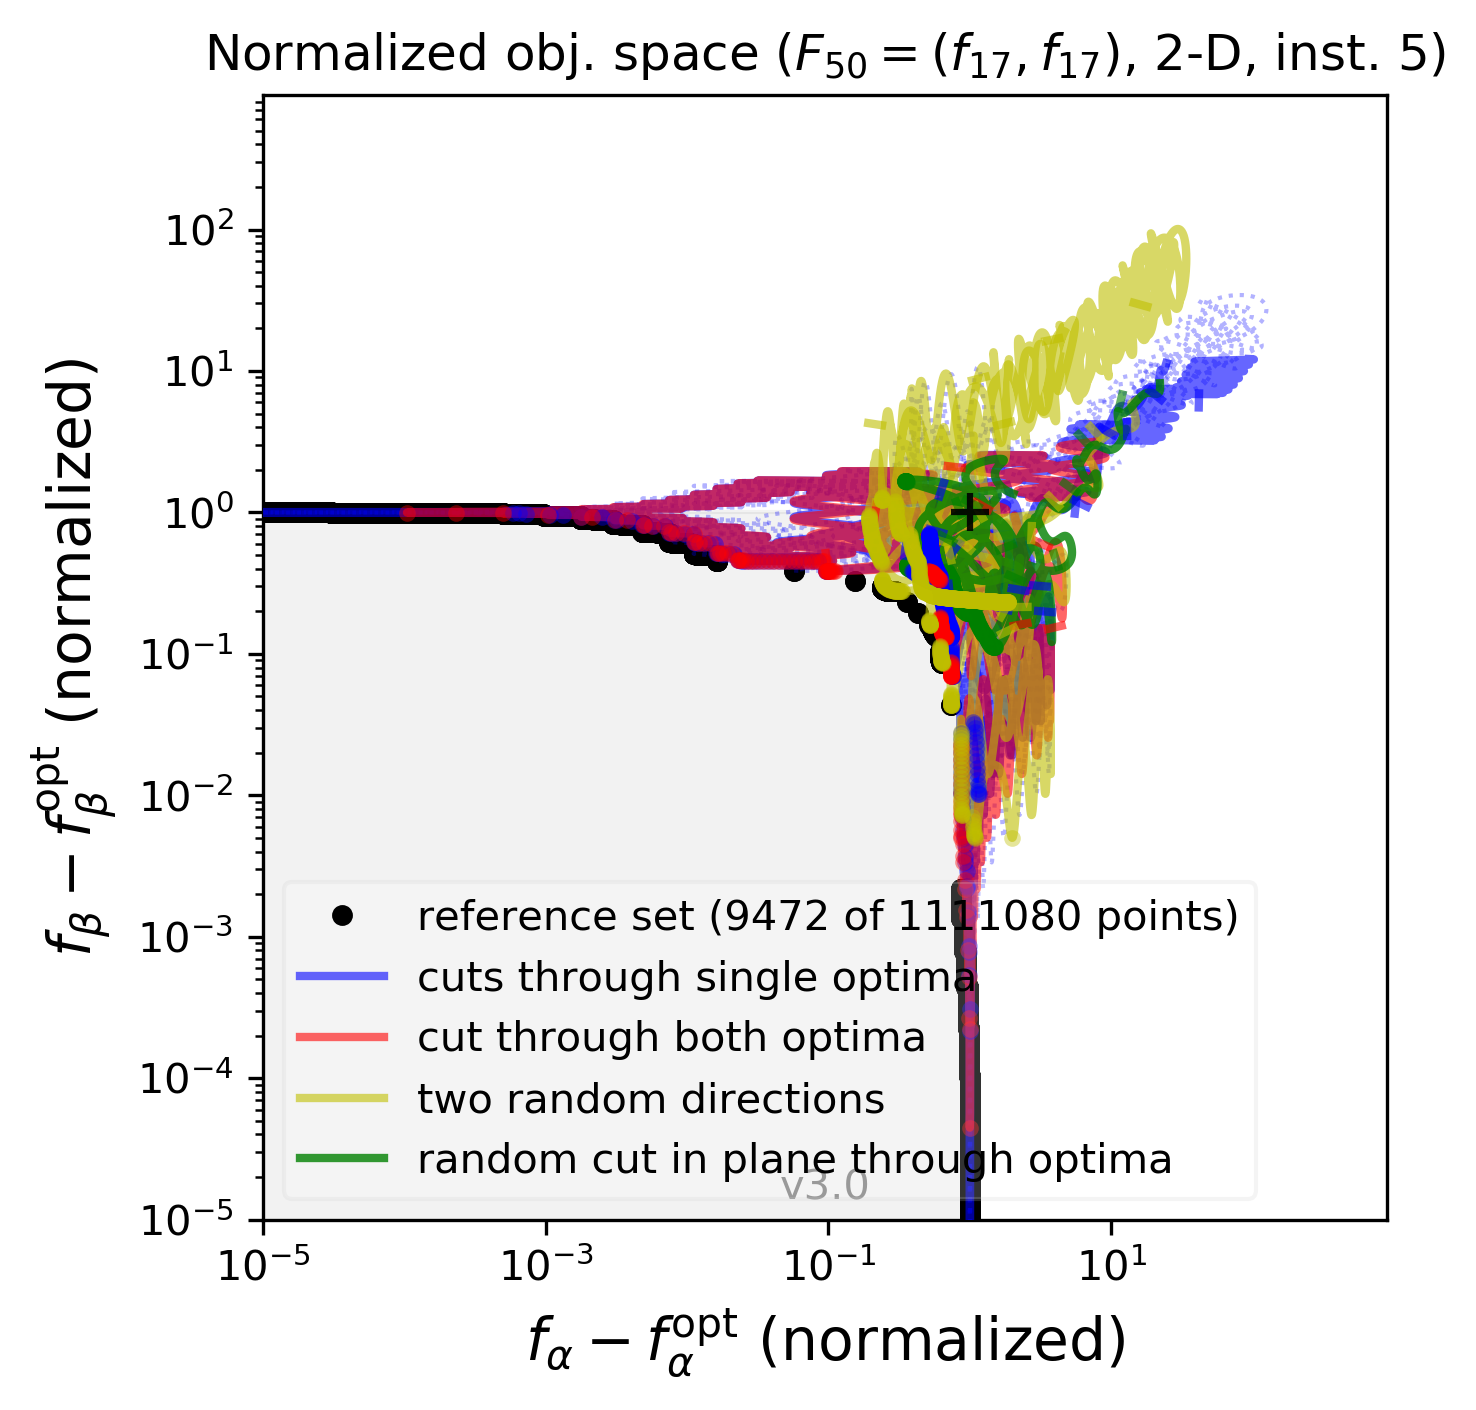 Normalized obj. space (F₅₀ = (f₁₇, f₁₇), 2-D, inst. 5)
f_β − f_β^opt (normalized)
10²
10¹
10⁰
10⁻¹
10⁻²
10⁻³
10⁻⁴
10⁻⁵
reference set (9472 of 1111080 points)
cuts through single optima
cut through both optima
two random directions
random cut in plane through optima
v3.0
10⁻⁵ 10⁻³ 10⁻¹ 10¹
f_α − f_α^opt (normalized)